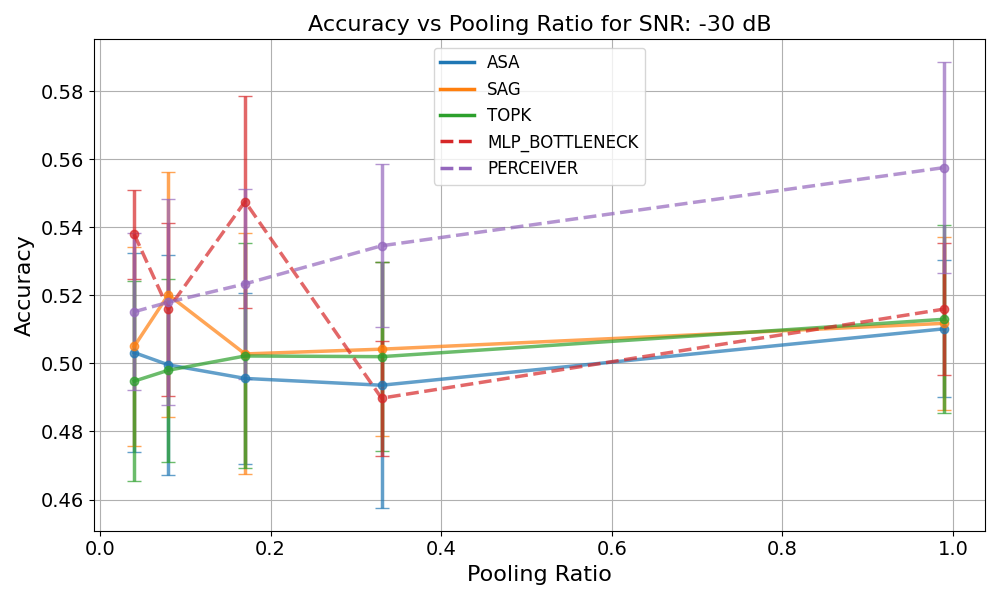 Accuracy vs Pooling Ratio for SNR: -30 dB
ASA
SAG
TOPK
MLP_BOTTLENECK
PERCEIVER
Accuracy
0.58
0.56
0.54
0.52
0.50
0.48
0.46
0.0 0.2 0.4 0.6 0.8 1.0
Pooling Ratio